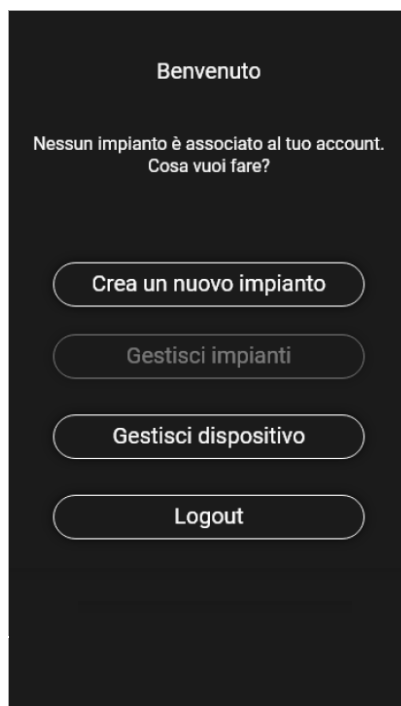 Benvenuto
Nessun impianto è associato al tuo account.
Cosa vuoi fare?
Crea un nuovo impianto
Gestisci impianti
Gestisci dispositivo
Logout